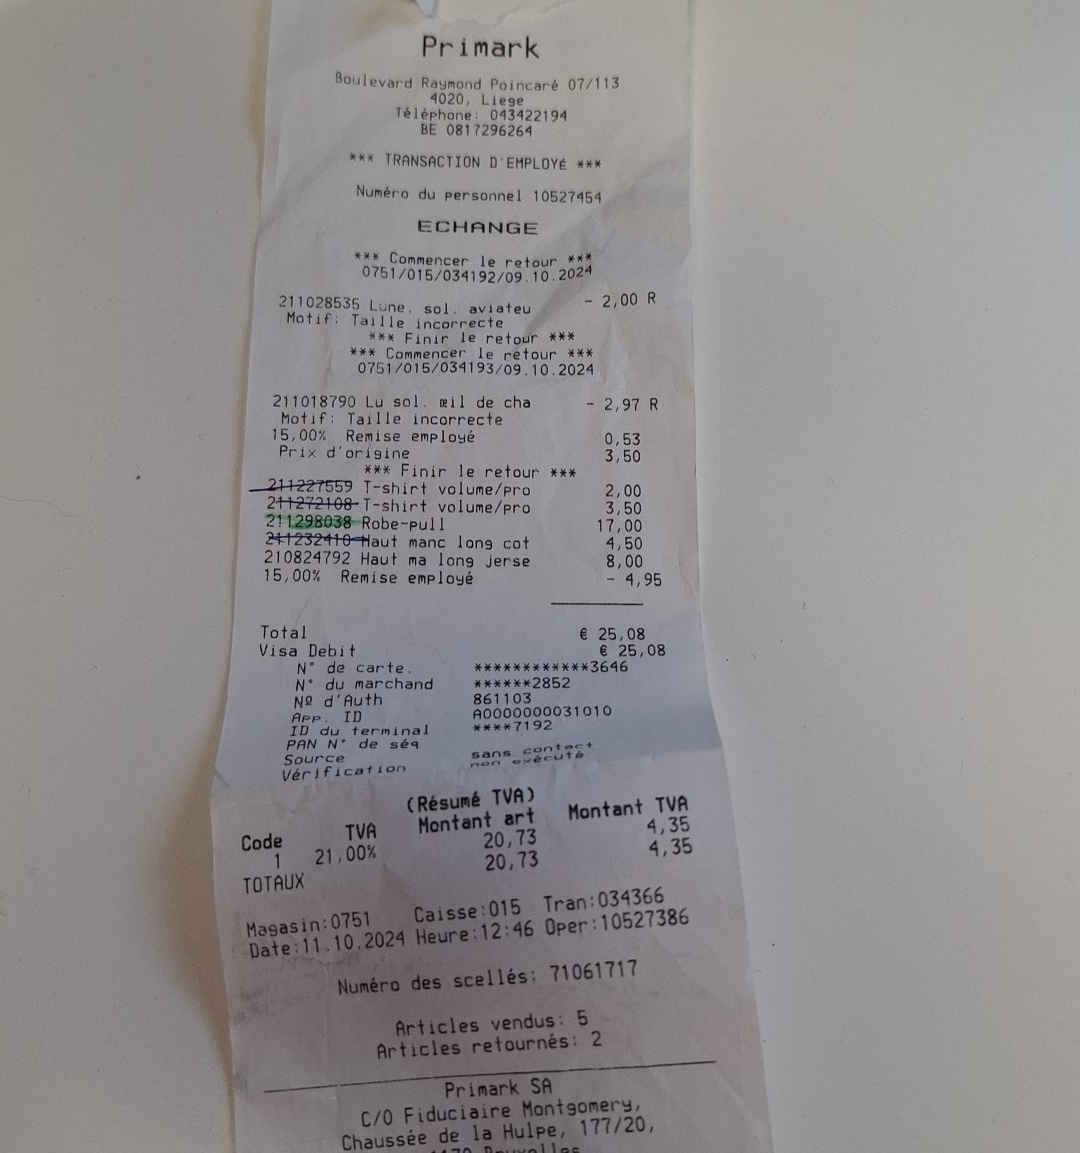 Primark
Boulevard Raymond Poincaré 07/113
4020, Liege
Téléphone: 043422194
BE 0817296264
*** TRANSACTION D'EMPLOYÉ ***
Numéro du personnel 10527454
ECHANGE
*** Commencer le retour ***
0751/015/034192/09.10.2024
211028535 Lune. sol. aviateu - 2,00 R
Motif: Taille incorrecte
*** Finir le retour ***
*** Commencer le retour ***
0751/015/034193/09.10.2024
211018790 Lu sol. œil de cha - 2,97 R
Motif: Taille incorrecte
15,00% Remise employé 0,53
Prix d'origine 3,50
*** Finir le retour ***
211227559 T-shirt volume/pro 2,00
211272108 T-shirt volume/pro 3,50
211298038 Robe-pull 17,00
211232410 Haut manc long cot 4,50
210824792 Haut ma long jerse 8,00
15,00% Remise employé - 4,95
Total € 25,08
Visa Debit € 25,08
N° de carte. ************3646
N° du marchand ******2852
Nº d'Auth 861103
App. ID A0000000031010
ID du terminal ****7192
PAN N° de séq
Source sans contact
Vérification non exécuté
(Résumé TVA)
Code TVA Montant art Montant TVA
1 21,00% 20,73 4,35
TOTAUX 20,73 4,35
Magasin:0751 Caisse:015 Tran:034366
Date:11.10.2024 Heure:12:46 Oper:10527386
Numéro des scellés: 71061717
Articles vendus: 5
Articles retournés: 2
Primark SA
C/O Fiduciaire Montgomery,
Chaussée de la Hulpe, 177/20,
Bruxelles